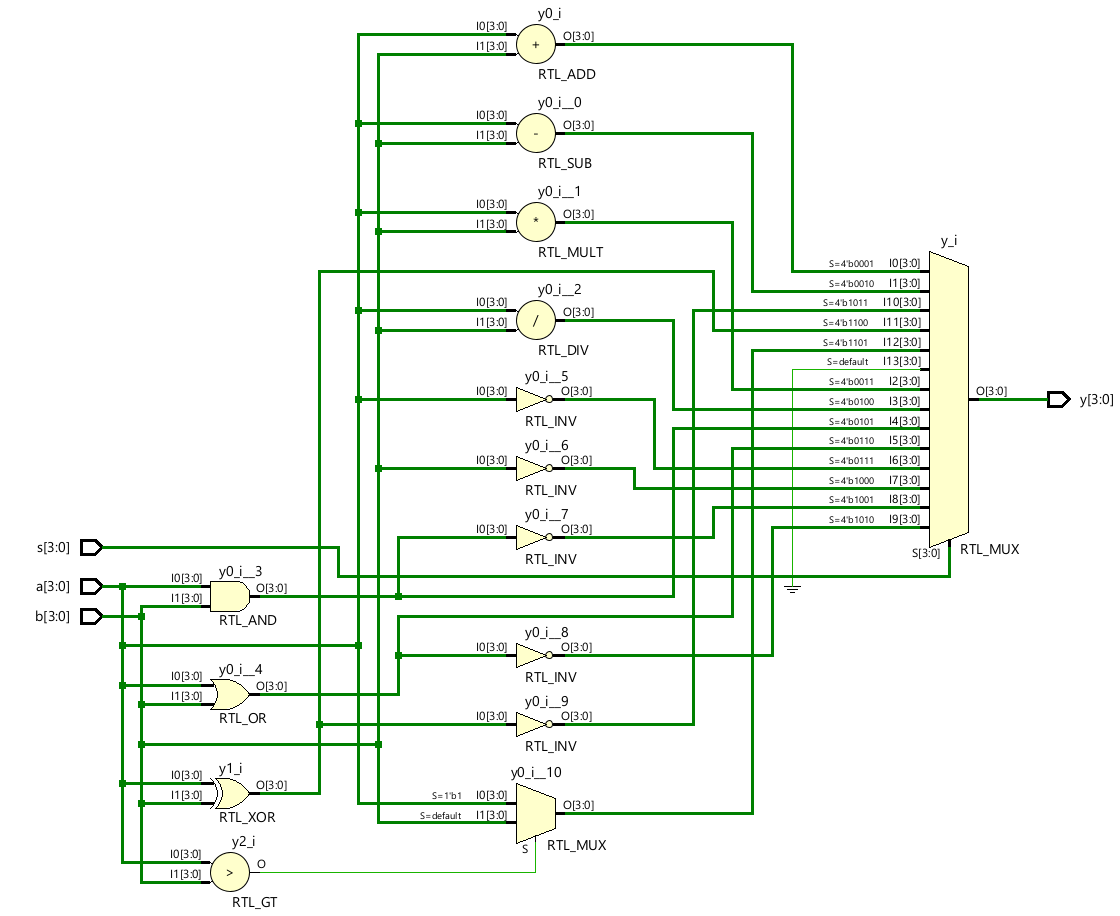 y0_i
I0[3:0]
I1[3:0]
+
O[3:0]
RTL_ADD
y0_i__0
I0[3:0]
I1[3:0]
-
O[3:0]
RTL_SUB
y0_i__1
I0[3:0]
I1[3:0]
*
O[3:0]
RTL_MULT
y0_i__2
I0[3:0]
I1[3:0]
/
O[3:0]
RTL_DIV
y0_i__5
I0[3:0]
O[3:0]
RTL_INV
y0_i__6
I0[3:0]
O[3:0]
RTL_INV
y0_i__7
I0[3:0]
O[3:0]
RTL_INV
s[3:0]
a[3:0]
b[3:0]
y0_i__3
I0[3:0]
I1[3:0]
O[3:0]
RTL_AND
y0_i__4
I0[3:0]
I1[3:0]
O[3:0]
RTL_OR
y0_i__8
I0[3:0]
O[3:0]
RTL_INV
y0_i__9
I0[3:0]
O[3:0]
RTL_INV
y1_i
I0[3:0]
I1[3:0]
O[3:0]
RTL_XOR
y0_i__10
S=1'b1 I0[3:0]
S=default I1[3:0]
O[3:0]
S
RTL_MUX
y2_i
I0[3:0]
I1[3:0]
>
O
RTL_GT
y_i
S=4'b0001 I0[3:0]
S=4'b0010 I1[3:0]
S=4'b1011 I10[3:0]
S=4'b1100 I11[3:0]
S=4'b1101 I12[3:0]
S=default I13[3:0]
S=4'b0011 I2[3:0]
S=4'b0100 I3[3:0]
S=4'b0101 I4[3:0]
S=4'b0110 I5[3:0]
S=4'b0111 I6[3:0]
S=4'b1000 I7[3:0]
S=4'b1001 I8[3:0]
S=4'b1010 I9[3:0]
O[3:0]
S[3:0]
RTL_MUX
y[3:0]